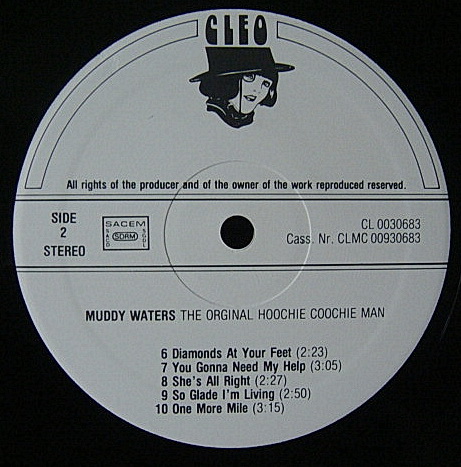 CLEO
All rights of the producer and of the owner of the work reproduced reserved.
SIDE
2
STEREO
SACEM
SACD
SDRM
SGDL
CL 0030683
Cass. Nr. CLMC 00930683
MUDDY WATERS THE ORGINAL HOOCHIE COOCHIE MAN
6 Diamonds At Your Feet (2:23)
7 You Gonna Need My Help (3:05)
8 She's All Right (2:27)
9 So Glade I'm Living (2:50)
10 One More Mile (3:15)